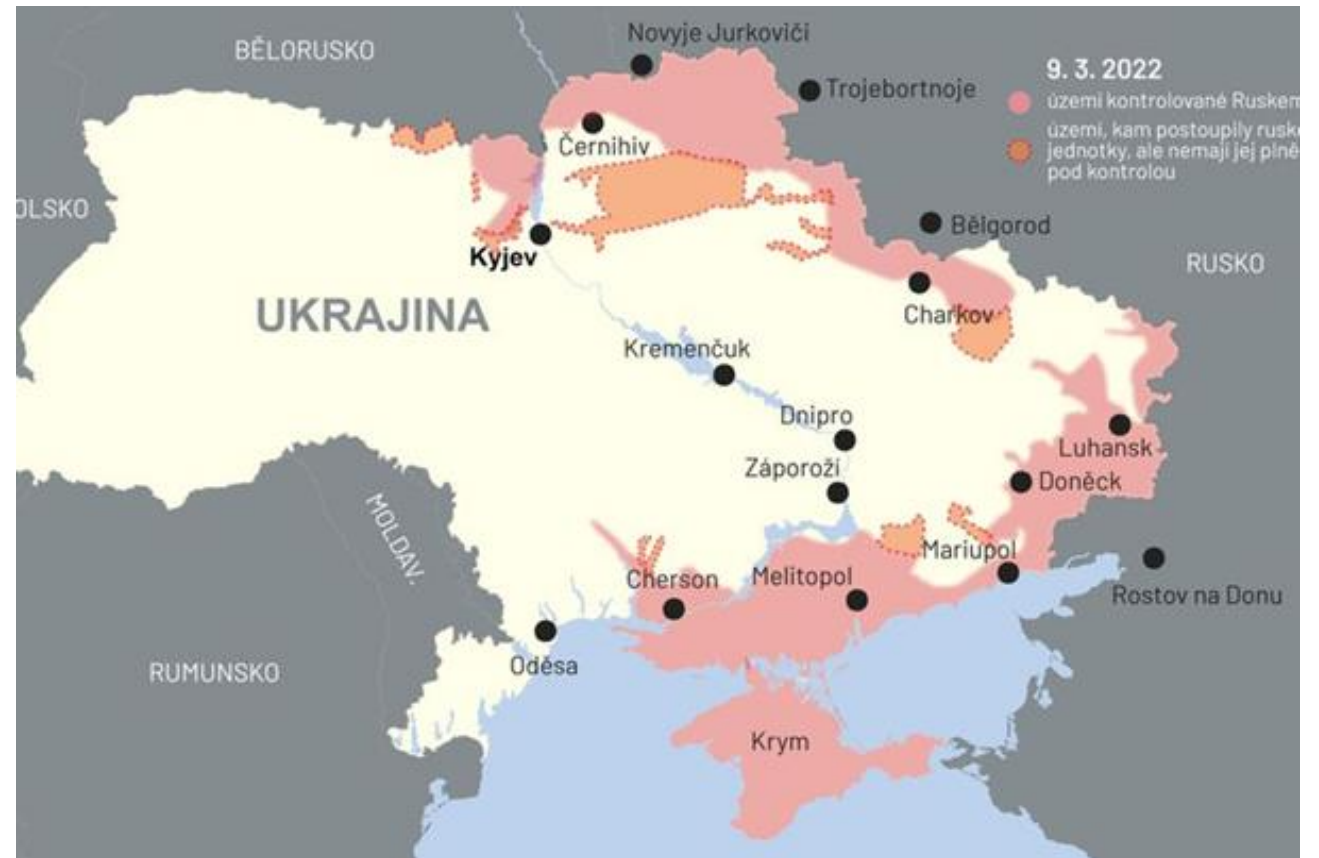 Novyje Jurkoviči
BĚLORUSKO
9. 3. 2022
Trojebortnoje
území kontrolované Ruskem
území, kam postoupily rusk
jednotky, ale nemají jej plně
pod kontrolou
Černihiv
OLSKO
Bělgorod
Kyjev
RUSKO
UKRAJINA
Charkov
Kremenčuk
Dnipro
Luhansk
Záporoží
Doněck
MOLDAV.
Mariupol
Cherson
Melitopol
Rostov na Donu
Oděsa
RUMUNSKO
Krym